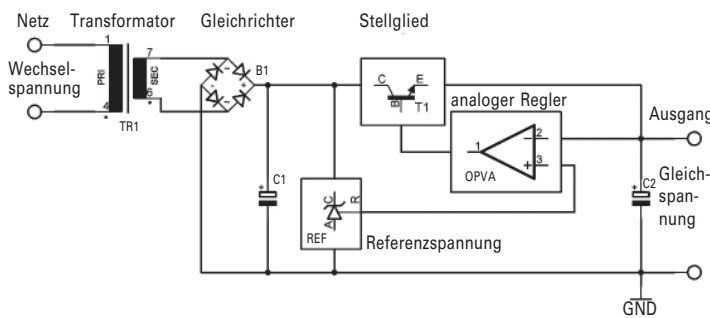 Netz
Transformator
Gleichrichter
Stellglied
Wechsel-
spannung
1
7
PRI
SEC
4
6
TR1
B1
~
~
-
+
C
E
B
T1
analoger Regler
1
2
3
-
+
OPVA
Ausgang
C1
+
C
R
A
REF
Referenzspannung
C2
+
Gleich-
span-
nung
GND